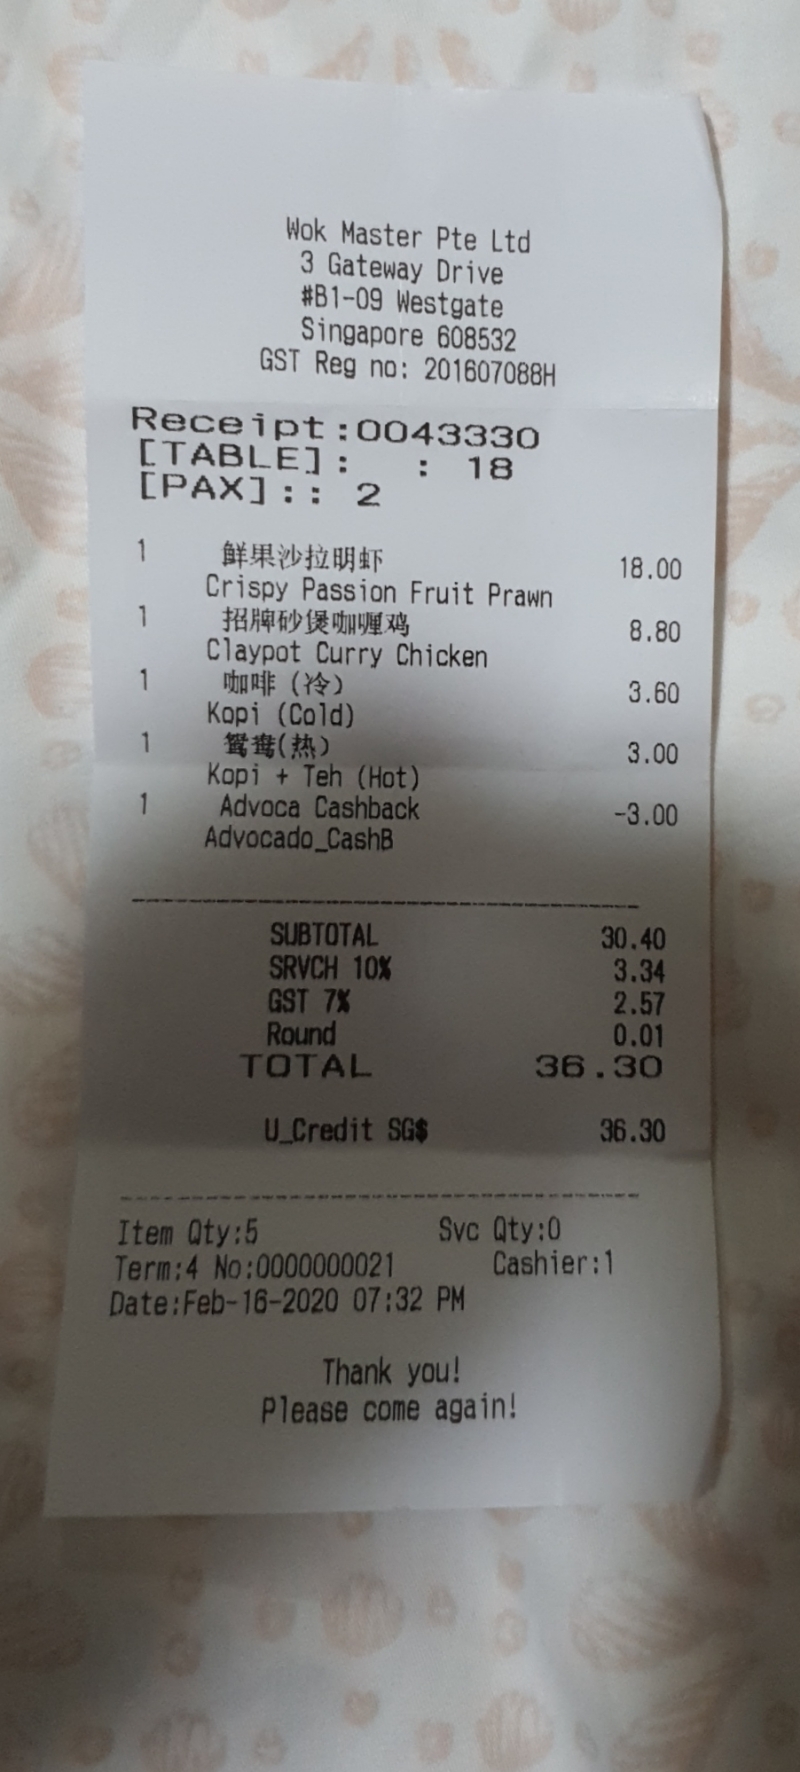 Wok Master Pte Ltd
3 Gateway Drive
#B1-09 Westgate
Singapore 608532
GST Reg no: 201607088H
Receipt:0043330
[TABLE]: : 18
[PAX]:: 2
1 鮮果沙拉明虾 18.00
Crispy Passion Fruit Prawn
1 招牌砂煲咖喱鸡 8.80
Claypot Curry Chicken
1 咖啡 (冷) 3.60
Kopi (Cold)
1 鸳鸯(热) 3.00
Kopi + Teh (Hot)
1 Advoca Cashback -3.00
Advocado_CashB
SUBTOTAL 30.40
SRVCH 10% 3.34
GST 7% 2.57
Round 0.01
TOTAL 36.30
U_Credit SG$ 36.30
Item Qty:5 Svc Qty:0
Term:4 No:0000000021 Cashier:1
Date:Feb-16-2020 07:32 PM
Thank you!
Please come again!